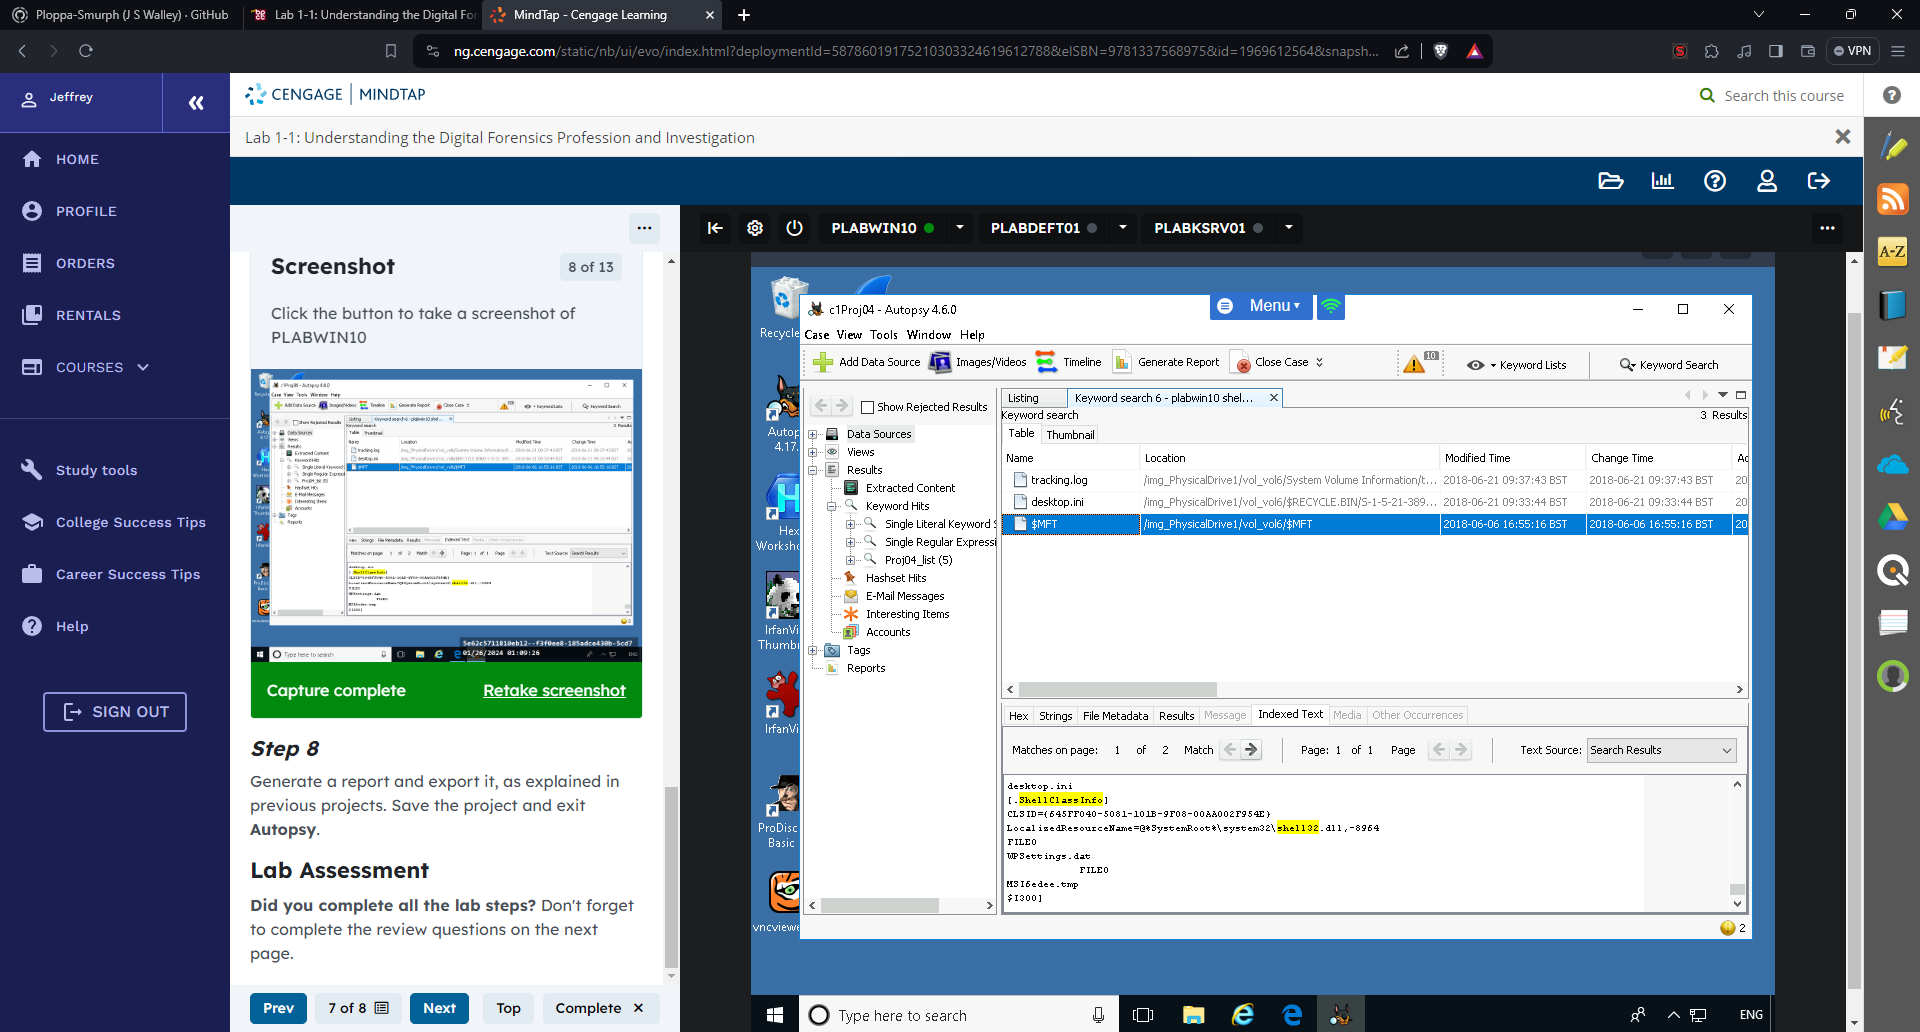 Ploppa-Smurph (J S Walley) · GitHub
Lab 1-1: Understanding the Digital Fo
MindTap - Cengage Learning
ng.cengage.com/static/nb/ui/evo/index.html?deploymentId=5878601917521033246196​12788&eISBN=9781337568975&id=1969612564&snapsh...
VPN
Jeffrey
CENGAGE | MINDTAP
Search this course
Lab 1-1: Understanding the Digital Forensics Profession and Investigation
HOME
PROFILE
ORDERS
RENTALS
COURSES
Study tools
College Success Tips
Career Success Tips
Help
SIGN OUT
PLABWIN10
PLABDEFT01
PLABKSRV01
Screenshot
8 of 13
Click the button to take a screenshot of
PLABWIN10
Capture complete
Retake screenshot
Step 8
Generate a report and export it, as explained in
previous projects. Save the project and exit
Autopsy.
Lab Assessment
Did you complete all the lab steps? Don't forget
to complete the review questions on the next
page.
Prev
7 of 8
Next
Top
Complete
Recycle
Autop
4.17.
Hex
Worksho
IrfanVi
Thumb
IrfanVi
ProDisc
Basic
vncviewe
c1Proj04 - Autopsy 4.6.0
Menu
Case View Tools Window Help
Add Data Source
Images/Videos
Timeline
Generate Report
Close Case
10
Keyword Lists
Keyword Search
Show Rejected Results
Data Sources
Views
Results
Extracted Content
Keyword Hits
Single Literal Keyword S
Single Regular Expressi
Proj04_list (5)
Hashset Hits
E-Mail Messages
Interesting Items
Accounts
Tags
Reports
Listing
Keyword search 6 - plabwin10 shel...
Keyword search
3 Results
Table
Thumbnail
Name Location Modified Time Change Time Ac
tracking.log /img_PhysicalDrive1/vol_vol6/System Volume Information/t... 2018-06-21 09:37:43 BST 2018-06-21 09:37:43 BST 20
desktop.ini /img_PhysicalDrive1/vol_vol6/$RECYCLE.BIN/S-1-5-21-389... 2018-06-21 09:33:44 BST 2018-06-21 09:33:44 BST 20
$MFT /img_PhysicalDrive1/vol_vol6/$MFT 2018-06-06 16:55:16 BST 2018-06-06 16:55:16 BST 20
Hex Strings File Metadata Results Message Indexed Text Media Other Occurrences
Matches on page: 1 of 2 Match Page: 1 of 1 Page Text Source: Search Results
desktop.ini
[.ShellClassInfo]
CLSID={645FF040-5081-101B-9F08-00AA002F954E}
LocalizedResourceName=@%SystemRoot%\system32\shell32.dll,-8964
FILE0
WPSettings.dat
FILE0
MSI6edee.tmp
$I300]
2
Type here to search
ENG
A-Z
5e62c5711810eb12--f3f0ee8-185adce430b-5cd7
01/26/2024 01:09:26